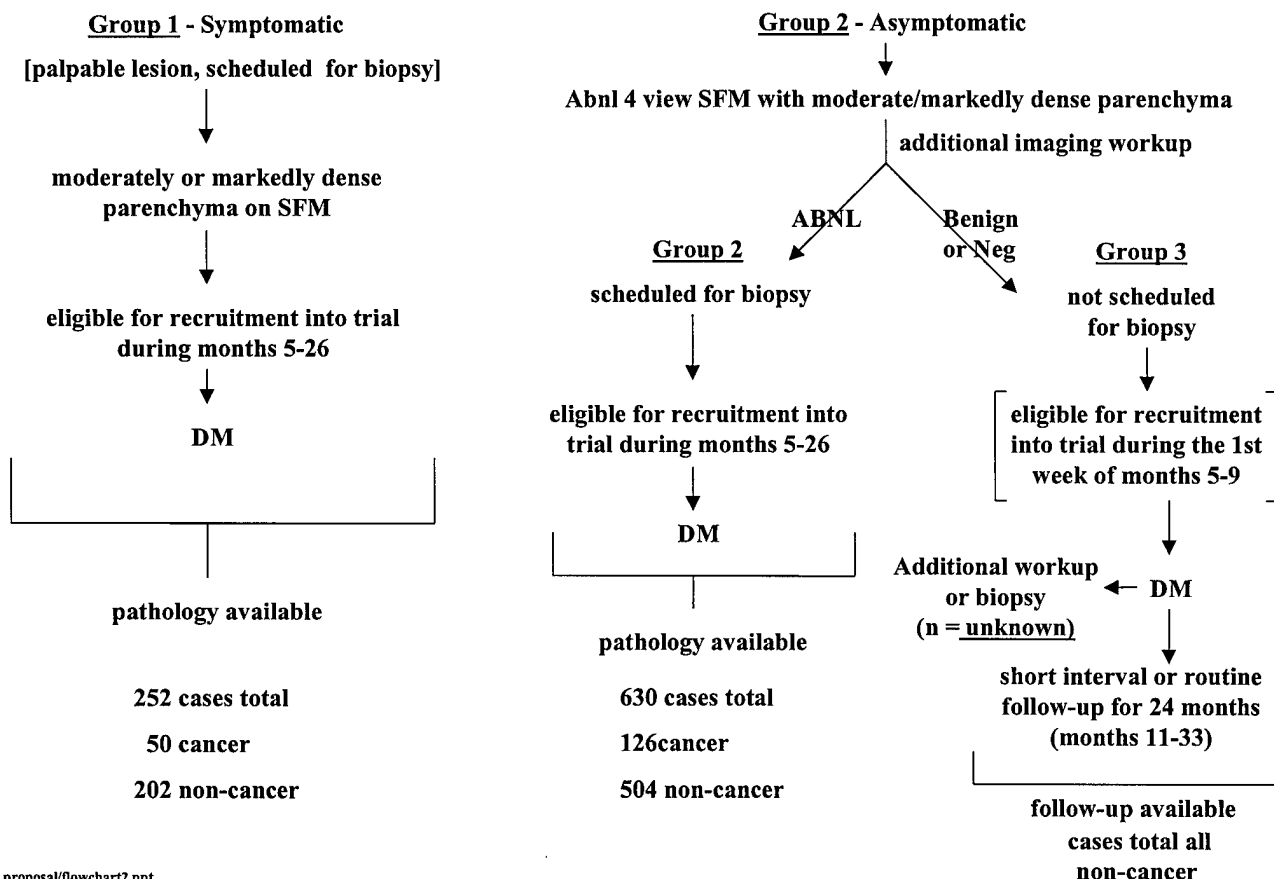 Group 1 - Symptomatic
[palpable lesion, scheduled for biopsy]
moderately or markedly dense
parenchyma on SFM
eligible for recruitment into trial
during months 5-26
DM
pathology available
252 cases total
50 cancer
202 non-cancer
Group 2 - Asymptomatic
Abnl 4 view SFM with moderate/markedly dense parenchyma
additional imaging workup
ABNL
Benign
or Neg
Group 2
scheduled for biopsy
eligible for recruitment into
trial during months 5-26
DM
pathology available
630 cases total
126cancer
504 non-cancer
Group 3
not scheduled
for biopsy
eligible for recruitment
into trial during the 1st
week of months 5-9
DM
Additional workup
or biopsy
(n = unknown)
short interval or routine
follow-up for 24 months
(months 11-33)
follow-up available
cases total all
non-cancer
proposal/flowchart2.ppt